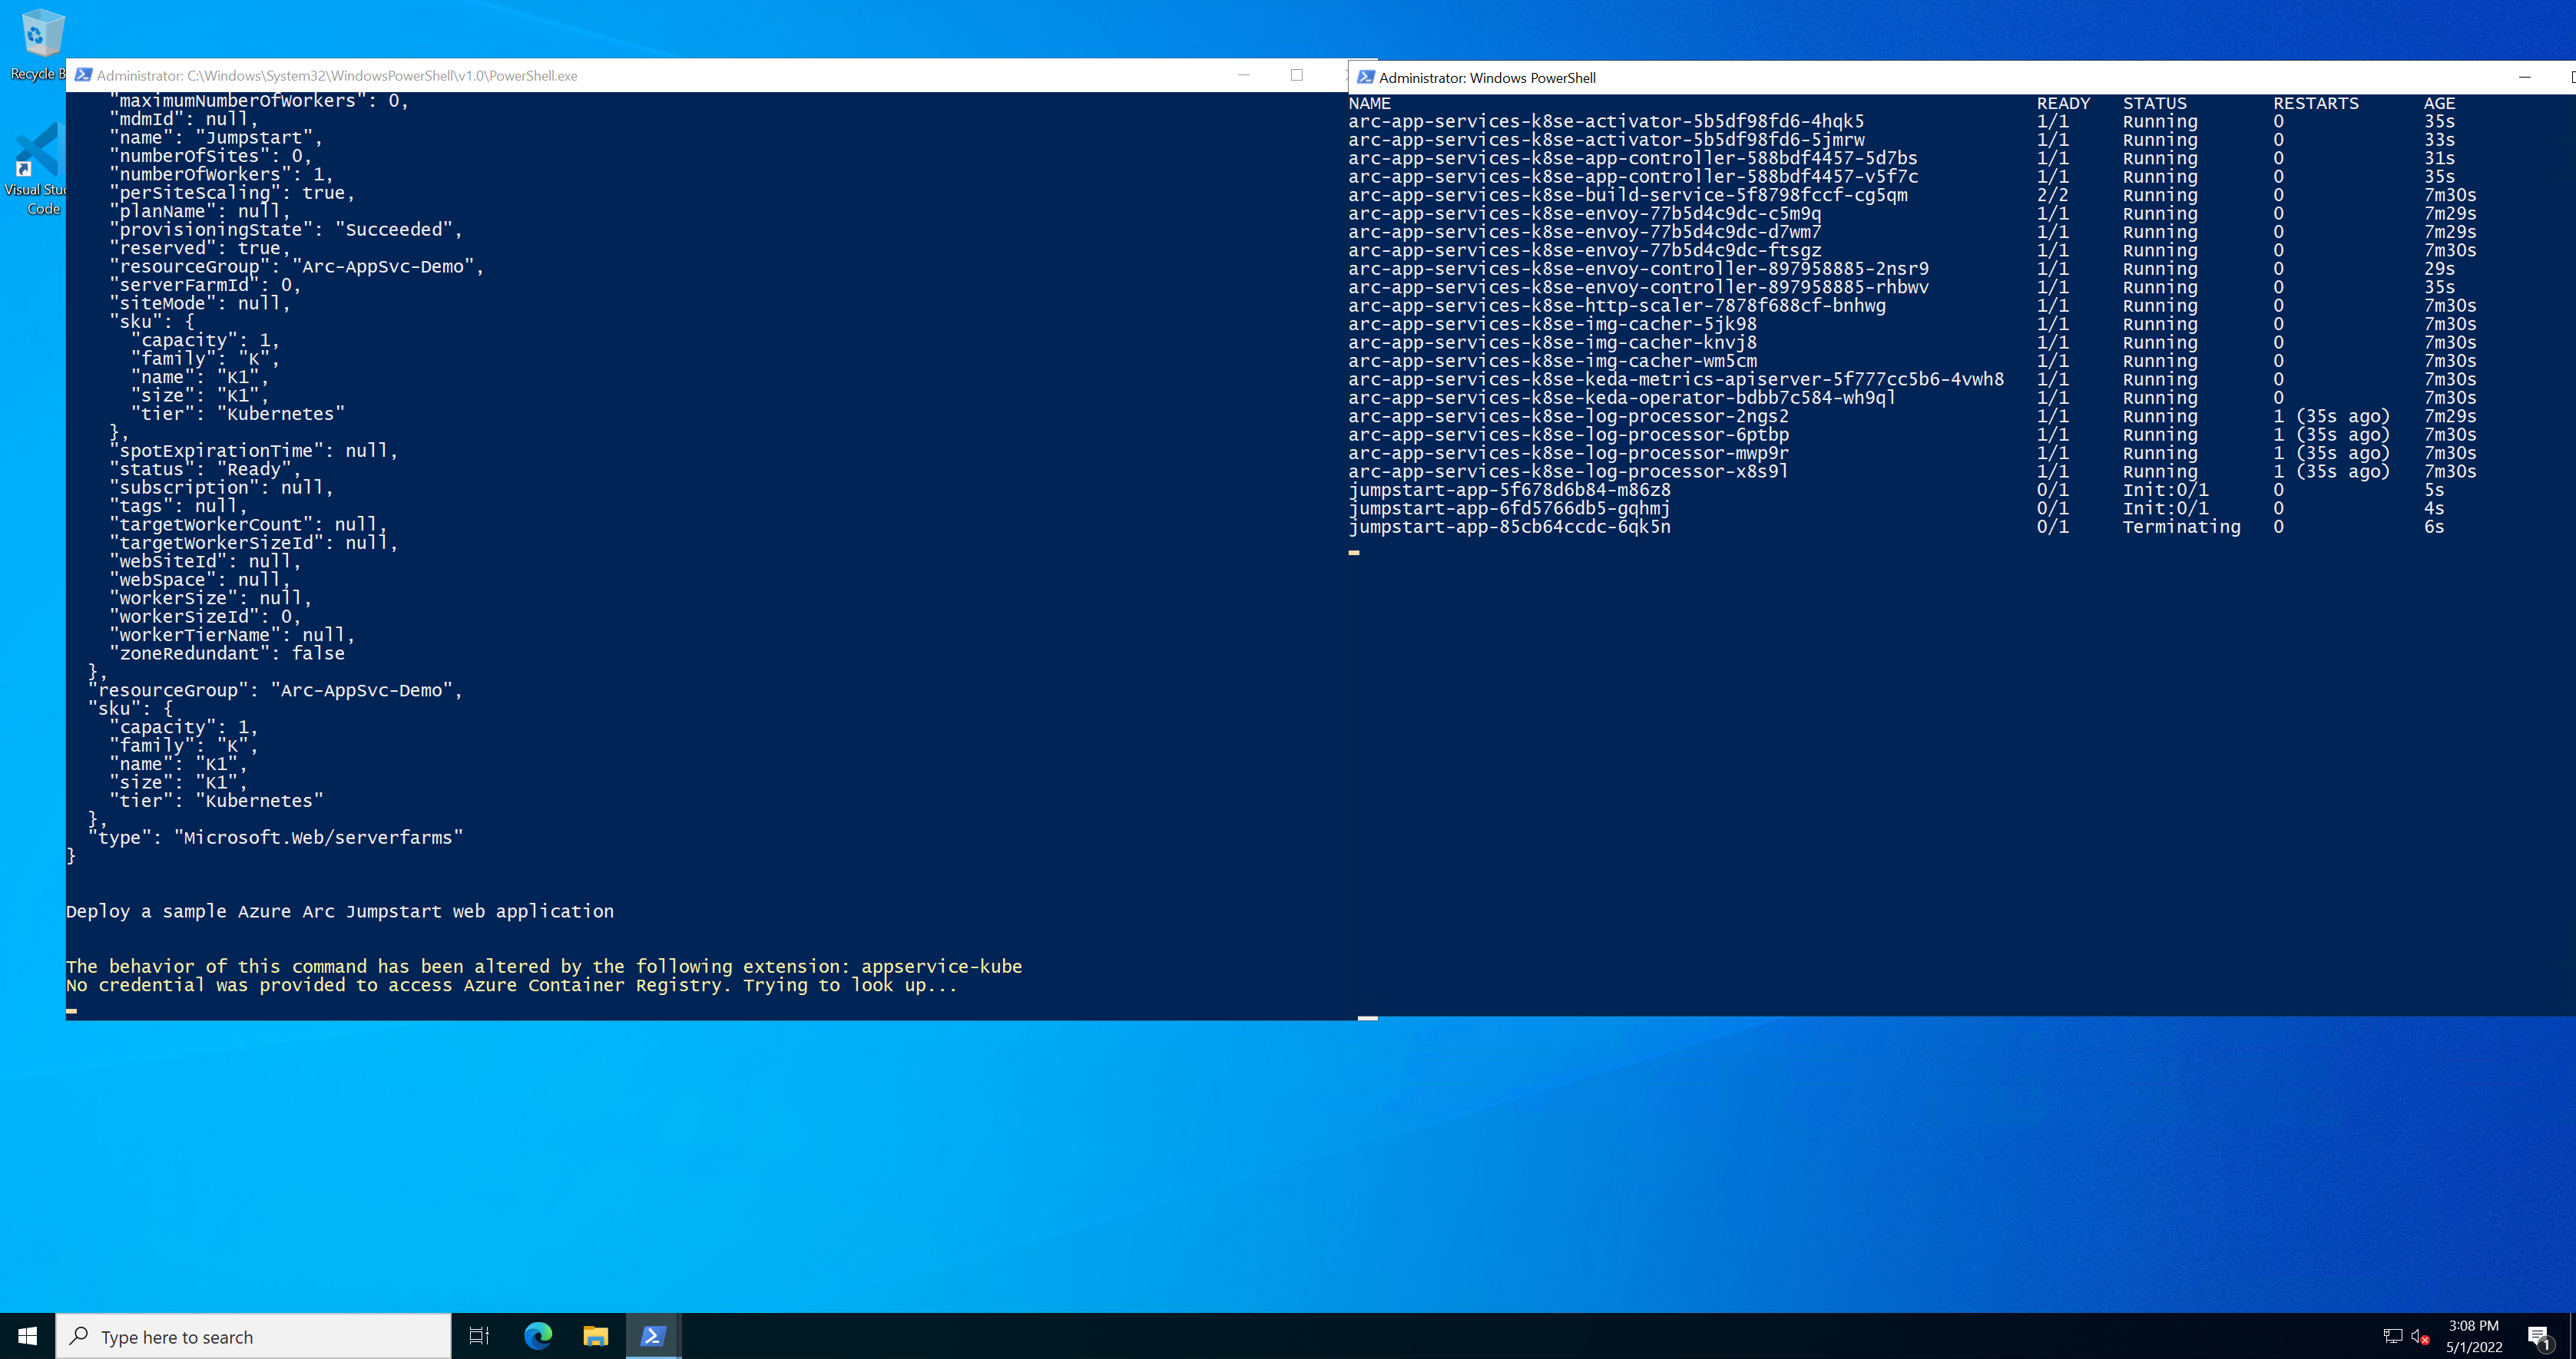 Recycle B
Visual Stu
Code
Administrator: C:\Windows\System32\WindowsPowerShell\v1.0\PowerShell.exe
    "maximumNumberOfWorkers": 0,
    "mdmId": null,
    "name": "Jumpstart",
    "numberOfSites": 0,
    "numberOfWorkers": 1,
    "perSiteScaling": true,
    "planName": null,
    "provisioningState": "Succeeded",
    "reserved": true,
    "resourceGroup": "Arc-AppSvc-Demo",
    "serverFarmId": 0,
    "siteMode": null,
    "sku": {
      "capacity": 1,
      "family": "K",
      "name": "K1",
      "size": "K1",
      "tier": "Kubernetes"
    },
    "spotExpirationTime": null,
    "status": "Ready",
    "subscription": null,
    "tags": null,
    "targetWorkerCount": null,
    "targetWorkerSizeId": null,
    "webSiteId": null,
    "webSpace": null,
    "workerSize": null,
    "workerSizeId": 0,
    "workerTierName": null,
    "zoneRedundant": false
  },
  "resourceGroup": "Arc-AppSvc-Demo",
  "sku": {
    "capacity": 1,
    "family": "K",
    "name": "K1",
    "size": "K1",
    "tier": "Kubernetes"
  },
  "type": "Microsoft.Web/serverfarms"
}
Deploy a sample Azure Arc Jumpstart web application
The behavior of this command has been altered by the following extension: appservice-kube
No credential was provided to access Azure Container Registry. Trying to look up...
Administrator: Windows PowerShell
NAME READY STATUS RESTARTS AGE
arc-app-services-k8se-activator-5b5df98fd6-4hqk5 1/1 Running 0 35s
arc-app-services-k8se-activator-5b5df98fd6-5jmrw 1/1 Running 0 33s
arc-app-services-k8se-app-controller-588bdf4457-5d7bs 1/1 Running 0 31s
arc-app-services-k8se-app-controller-588bdf4457-v5f7c 1/1 Running 0 35s
arc-app-services-k8se-build-service-5f8798fccf-cg5qm 2/2 Running 0 7m30s
arc-app-services-k8se-envoy-77b5d4c9dc-c5m9q 1/1 Running 0 7m29s
arc-app-services-k8se-envoy-77b5d4c9dc-d7wm7 1/1 Running 0 7m29s
arc-app-services-k8se-envoy-77b5d4c9dc-ftsgz 1/1 Running 0 7m30s
arc-app-services-k8se-envoy-controller-897958885-2nsr9 1/1 Running 0 29s
arc-app-services-k8se-envoy-controller-897958885-rhbwv 1/1 Running 0 35s
arc-app-services-k8se-http-scaler-7878f688cf-bnhwg 1/1 Running 0 7m30s
arc-app-services-k8se-img-cacher-5jk98 1/1 Running 0 7m30s
arc-app-services-k8se-img-cacher-knvj8 1/1 Running 0 7m30s
arc-app-services-k8se-img-cacher-wm5cm 1/1 Running 0 7m30s
arc-app-services-k8se-keda-metrics-apiserver-5f777cc5b6-4vwh8 1/1 Running 0 7m30s
arc-app-services-k8se-keda-operator-bdbb7c584-wh9ql 1/1 Running 0 7m30s
arc-app-services-k8se-log-processor-2ngs2 1/1 Running 1 (35s ago) 7m29s
arc-app-services-k8se-log-processor-6ptbp 1/1 Running 1 (35s ago) 7m30s
arc-app-services-k8se-log-processor-mwp9r 1/1 Running 1 (35s ago) 7m30s
arc-app-services-k8se-log-processor-x8s9l 1/1 Running 1 (35s ago) 7m30s
jumpstart-app-5f678d6b84-m86z8 0/1 Init:0/1 0 5s
jumpstart-app-6fd5766db5-gqhmj 0/1 Init:0/1 0 4s
jumpstart-app-85cb64ccdc-6qk5n 0/1 Terminating 0 6s
Type here to search
3:08 PM
5/1/2022
1